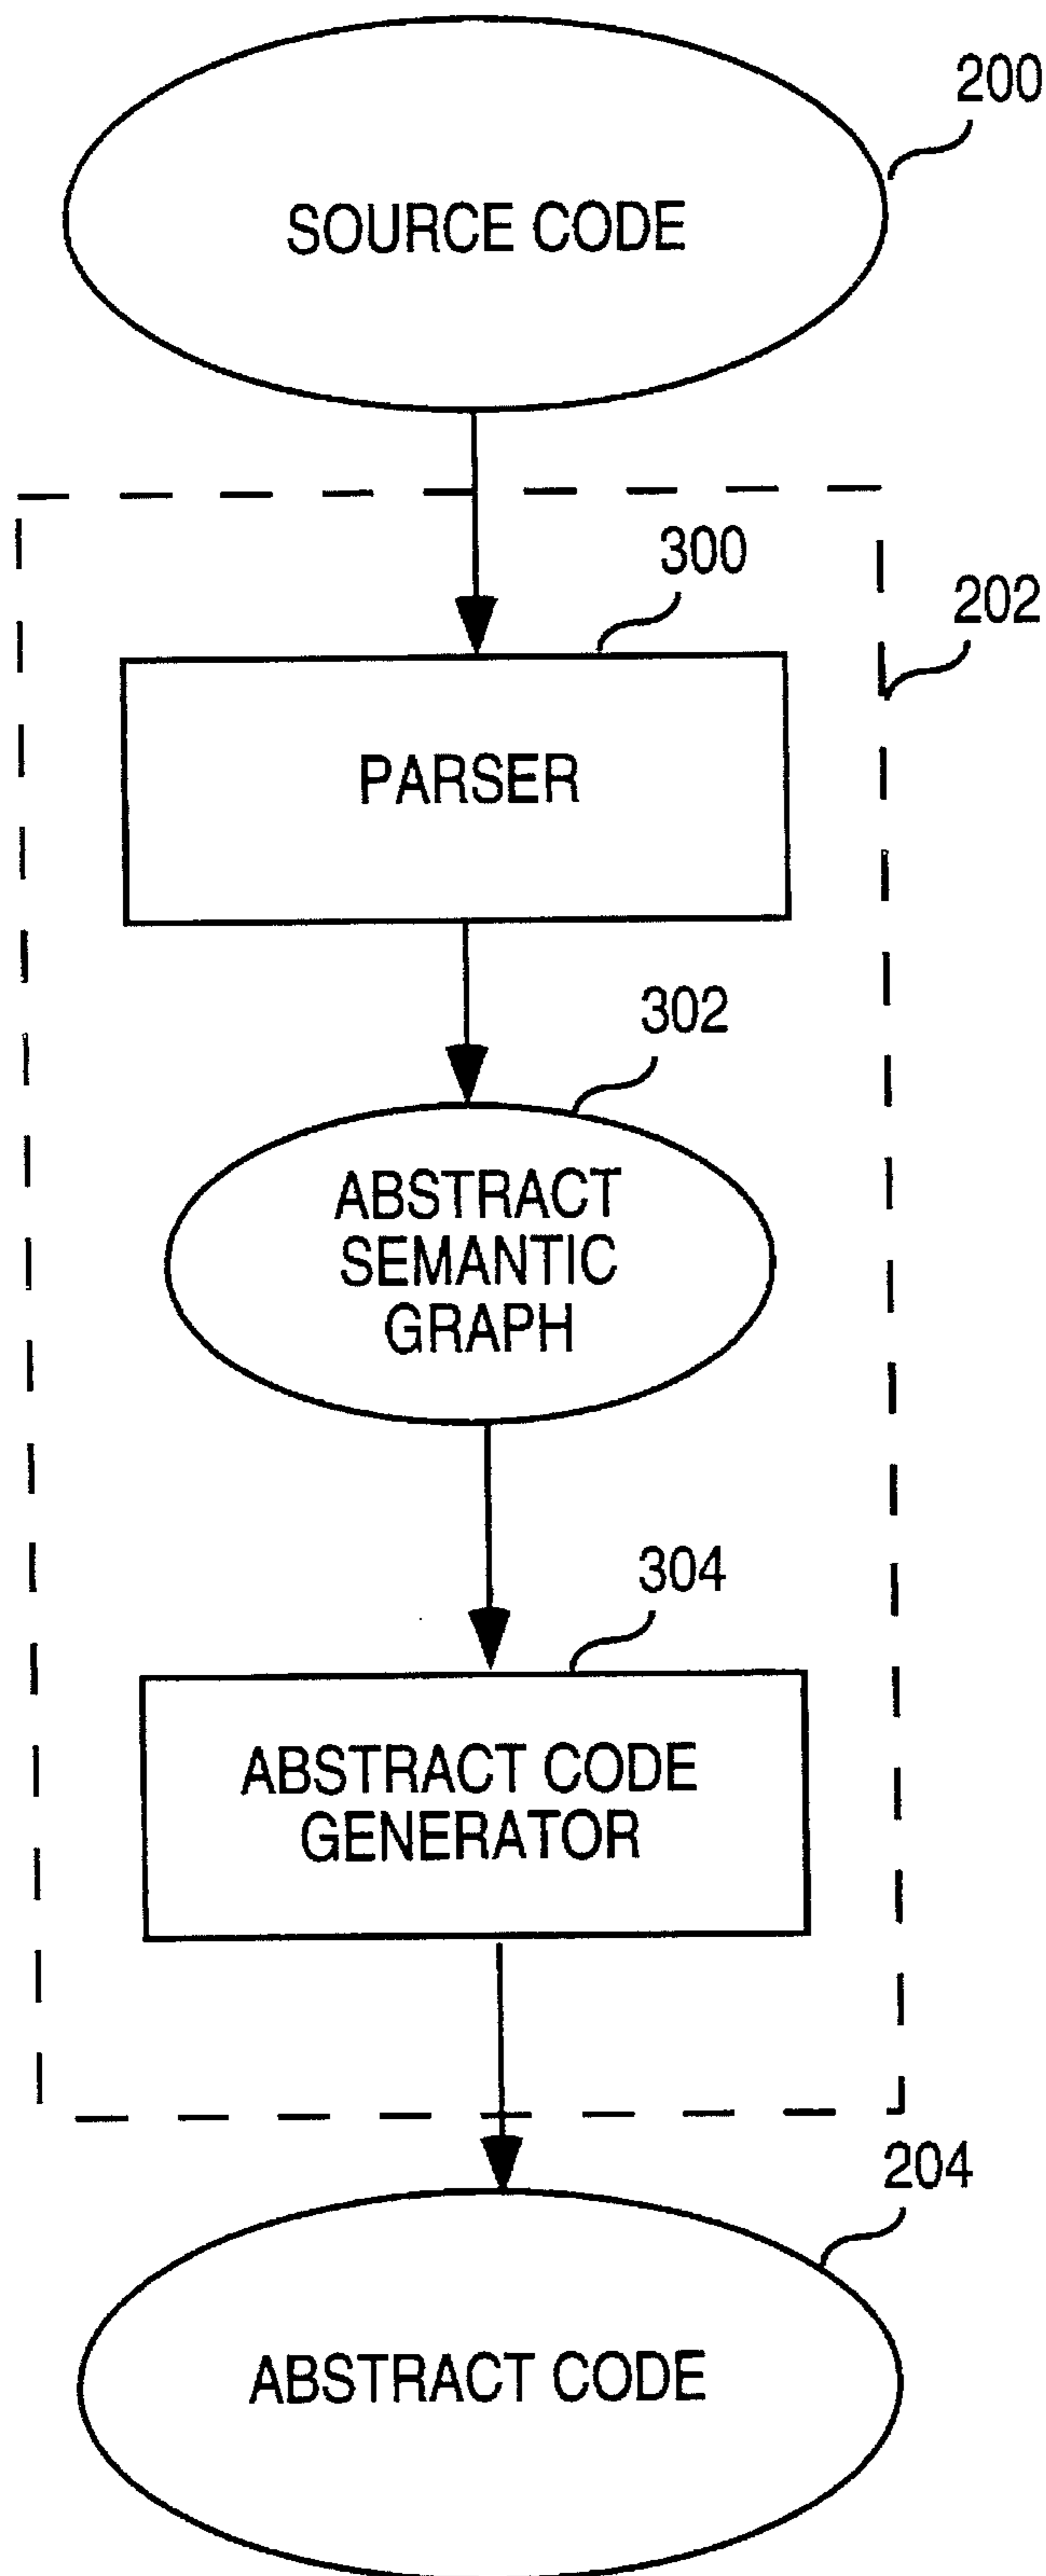 200
SOURCE CODE
300
202
PARSER
302
ABSTRACT
SEMANTIC
GRAPH
304
ABSTRACT CODE
GENERATOR
204
ABSTRACT CODE